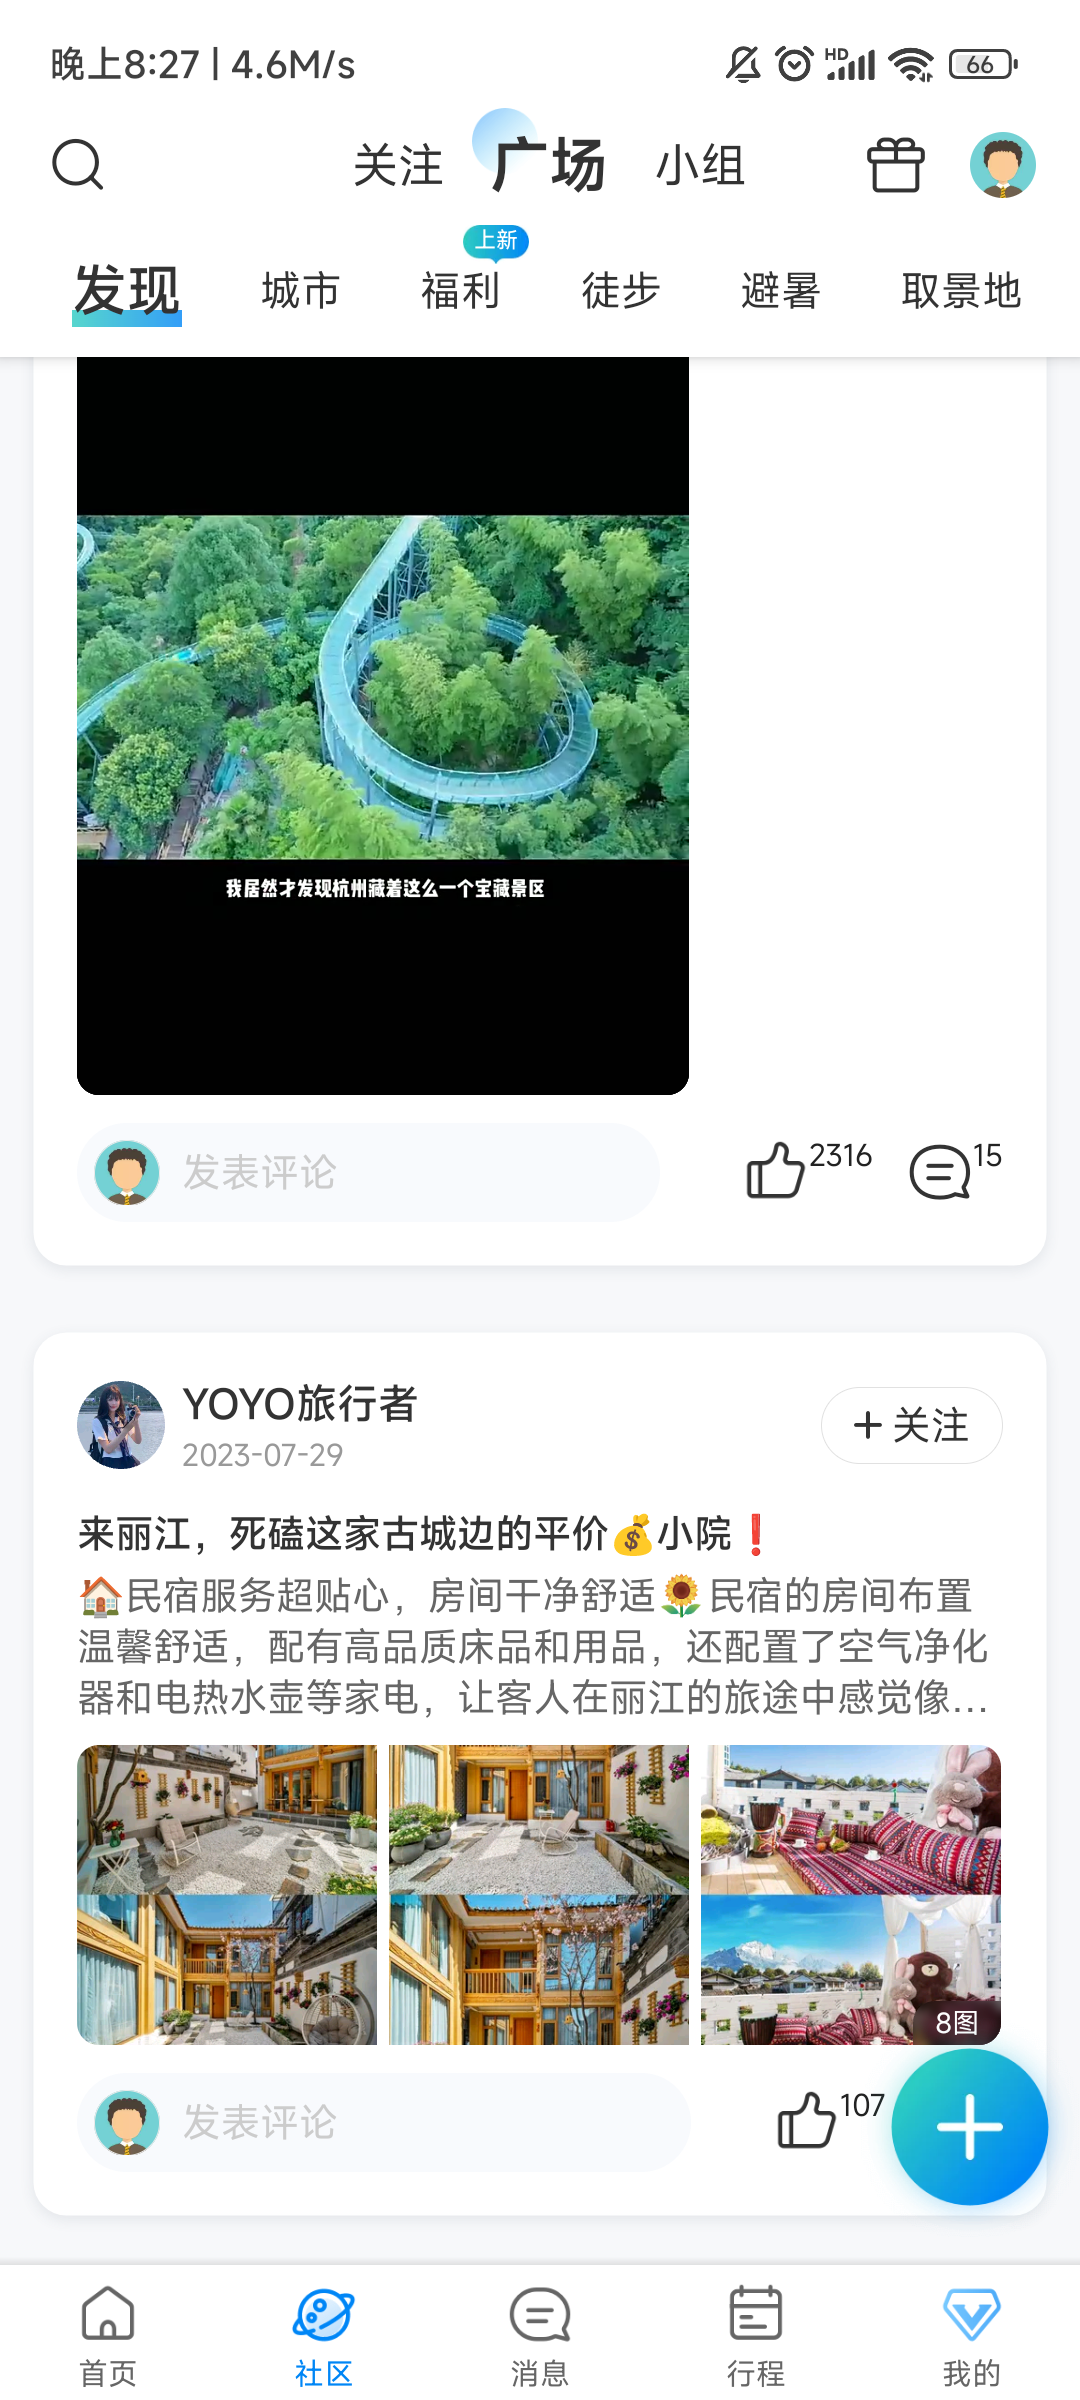 晚上8:27 | 4.6M/s
HD
66
关注
广场
小组
上新
发现
城市
福利
徒步
避暑
取景地
我居然才发现杭州藏着这么一个宝藏景区
发表评论
2316
15
YOYO旅行者
2023-07-29
+ 关注
来丽江，死磕这家古城边的平价💰小院❗
🏠民宿服务超贴心，房间干净舒适🌻民宿的房间布置
温馨舒适，配有高品质床品和用品，还配置了空气净化
器和电热水壶等家电，让客人在丽江的旅途中感觉像...
8图
发表评论
107
首页
社区
消息
行程
我的